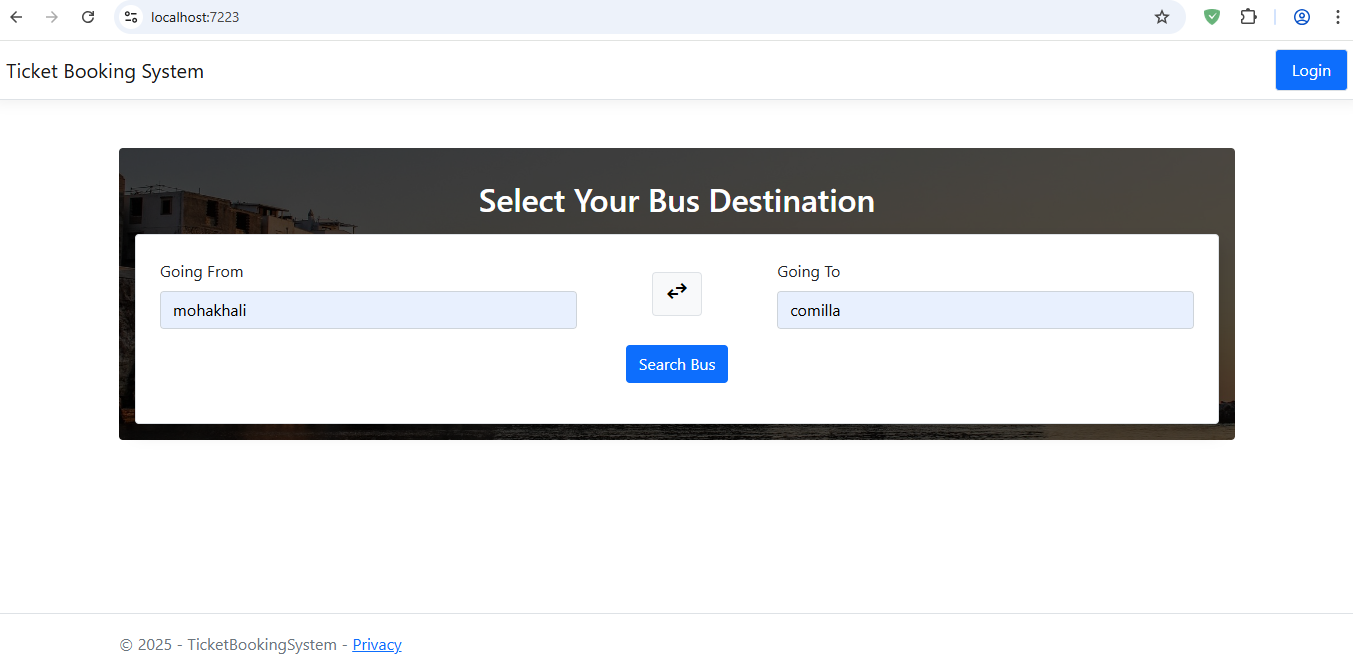 localhost:7223
Ticket Booking System
Login
Select Your Bus Destination
Going From
Going To
mohakhali
comilla
Search Bus
© 2025 - TicketBookingSystem - Privacy